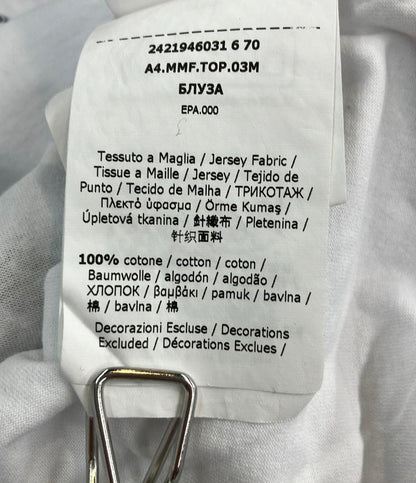 2421946031 6 70
A4.MMF.TOP.03M
БЛУЗА
EPA.000
Tessuto a Maglia / Jersey Fabric /
Tissue a Maille / Jersey / Tejido de
Punto / Tecido de Malha / ТРИКОТАЖ /
Πλεκτό ύφασμα / Örme Kumaş /
Úpletová tkanina / 針織布 / Pletenina /
针织面料
100% cotone / cotton / coton /
Baumwolle / algodón / algodão /
ХЛОПОК / βαμβάκι / pamuk / bavlna /
棉 / bavlna / 棉
Decorazioni Escluse / Decorations
Excluded / Décorations Exclues /